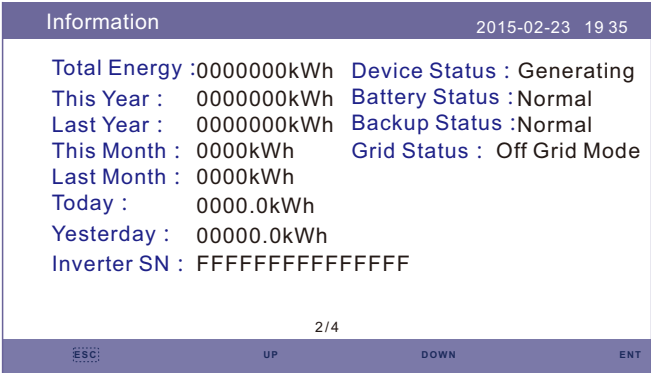 Information 2015-02-23 19 35
Total Energy : 0000000kWh Device Status : Generating
This Year : 0000000kWh Battery Status : Normal
Last Year : 0000000kWh Backup Status : Normal
This Month : 0000kWh Grid Status : Off Grid Mode
Last Month : 0000kWh
Today : 0000.0kWh
Yesterday : 00000.0kWh
Inverter SN : FFFFFFFFFFFFFFF
2/4
ESC UP DOWN ENT